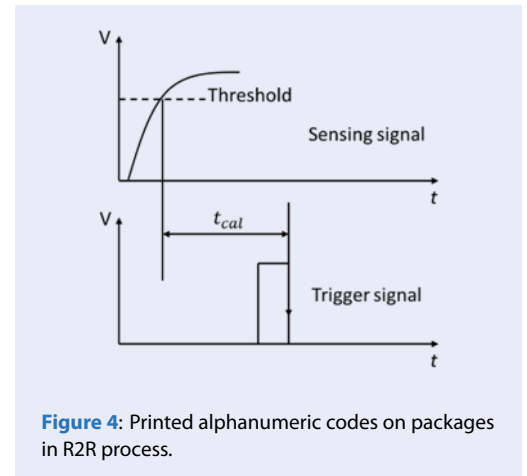 V
Threshold
Sensing signal
t
V
t_cal
Trigger signal
t
Figure 4: Printed alphanumeric codes on packages
in R2R process.